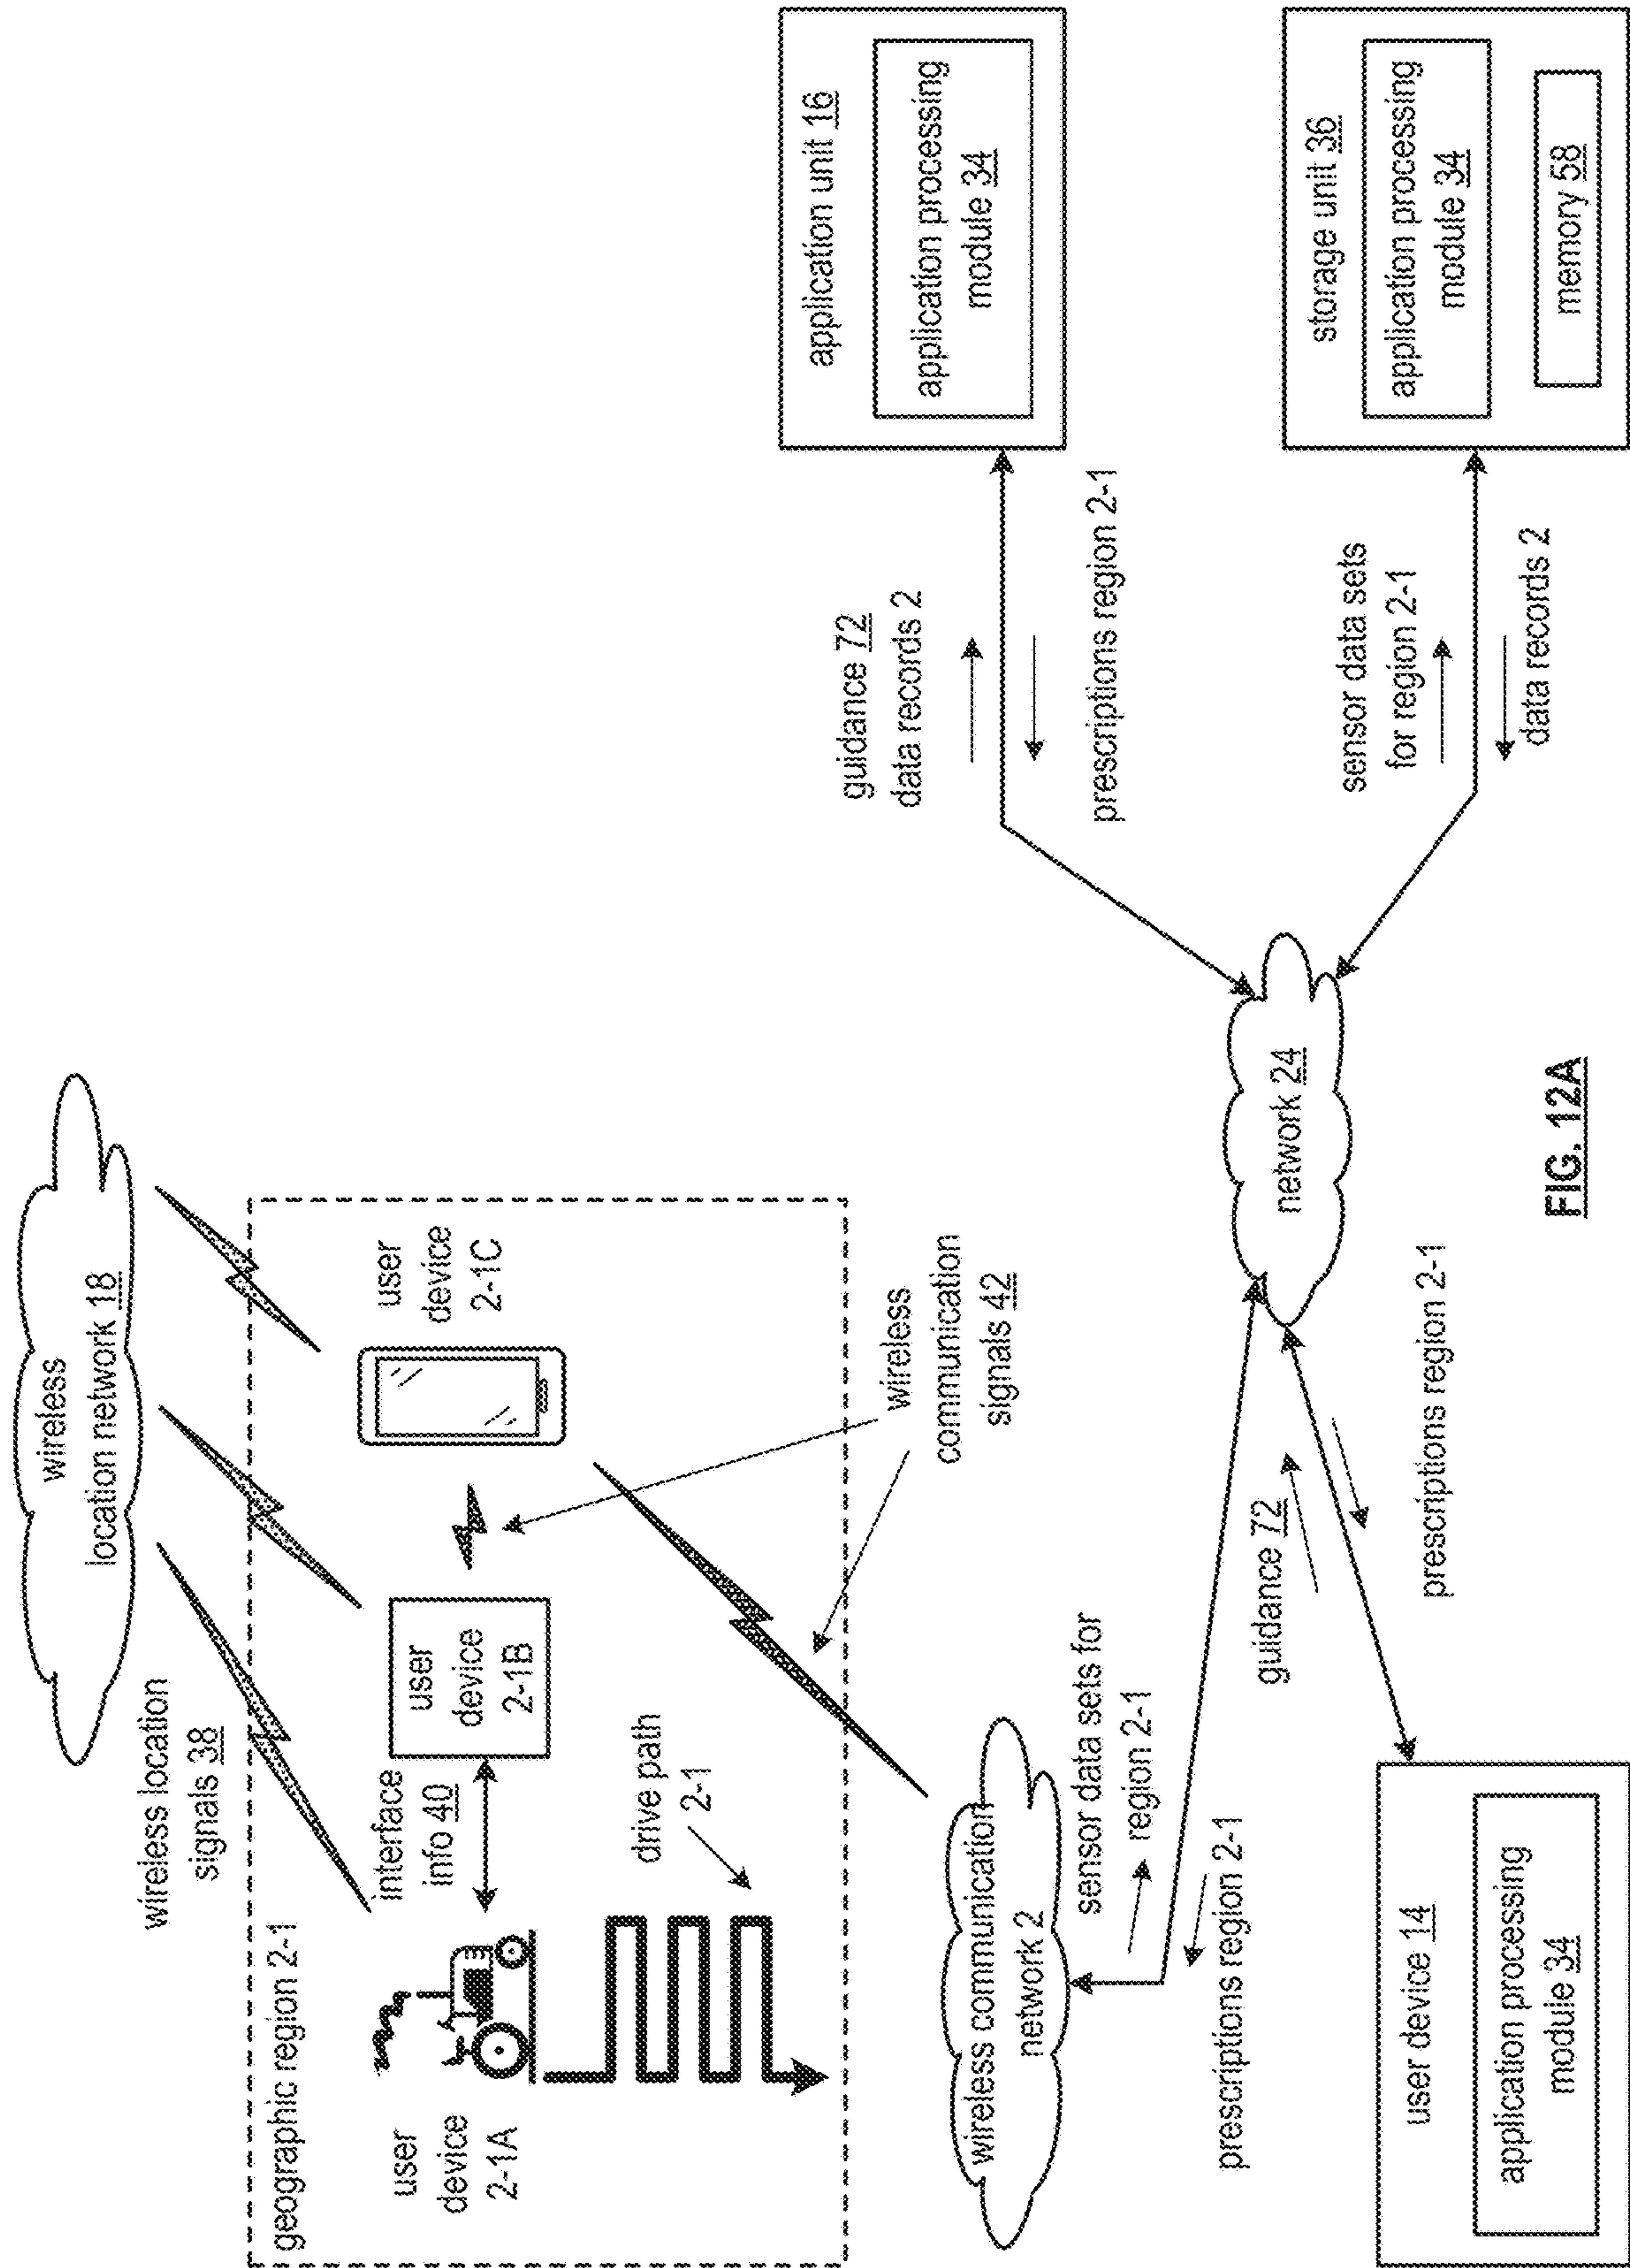 wireless
location network 18
wireless location
signals 38
geographic region 2-1
user
device
2-1A
interface
info 40
user
device
2-1B
user
device
2-1C
drive path
2-1
wireless
communication
signals 42
wireless communication
network 2
sensor data sets for
region 2-1
prescriptions region 2-1
user device 14
application processing
module 34
guidance 72
prescriptions region 2-1
network 24
guidance 72
data records 2
prescriptions region 2-1
application unit 16
application processing
module 34
sensor data sets
for region 2-1
data records 2
storage unit 36
application processing
module 34
memory 58
FIG. 12A